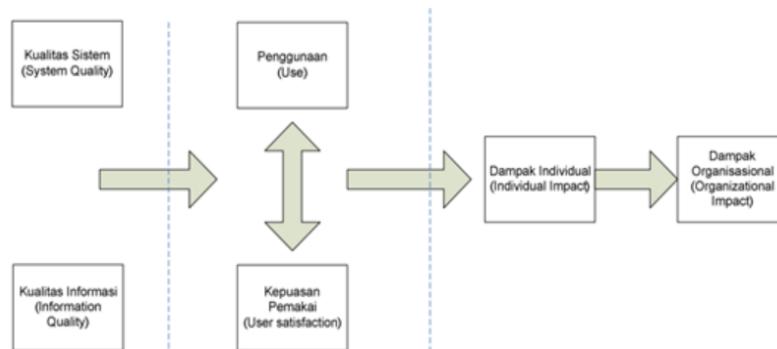 Kualitas Sistem
(System Quality)
Penggunaan
(Use)
Dampak Individual
(Individual Impact)
Dampak
Organisasional
(Organizational
Impact)
Kualitas Informasi
(Information
Quality)
Kepuasan
Pemakai
(User satisfaction)